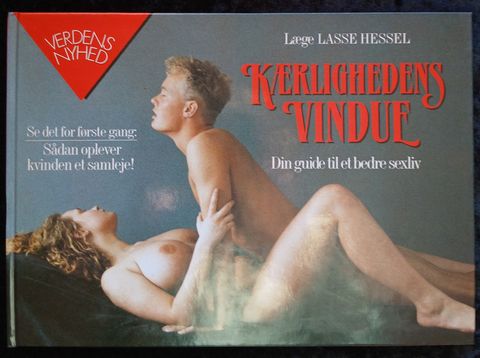 VERDENS
NYHED
Læge LASSE HESSEL
KÆRLIGHEDENS
VINDUE
Din guide til et bedre sexliv
Se det for første gang:
Sådan oplever
kvinden et samleje!